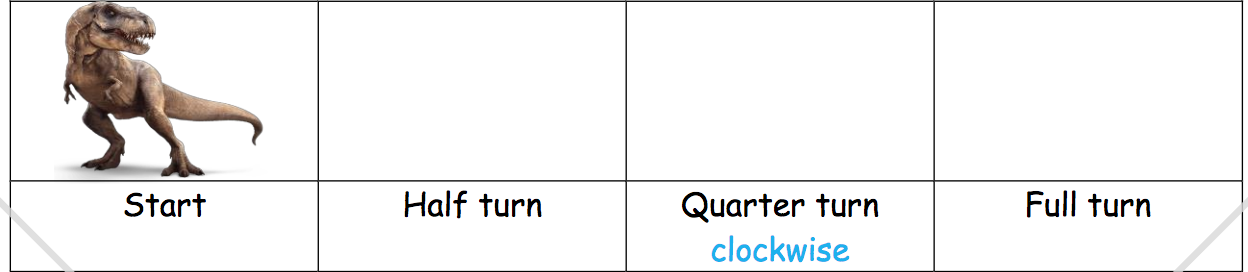 Start
Half turn
Quarter turn
clockwise
Full turn